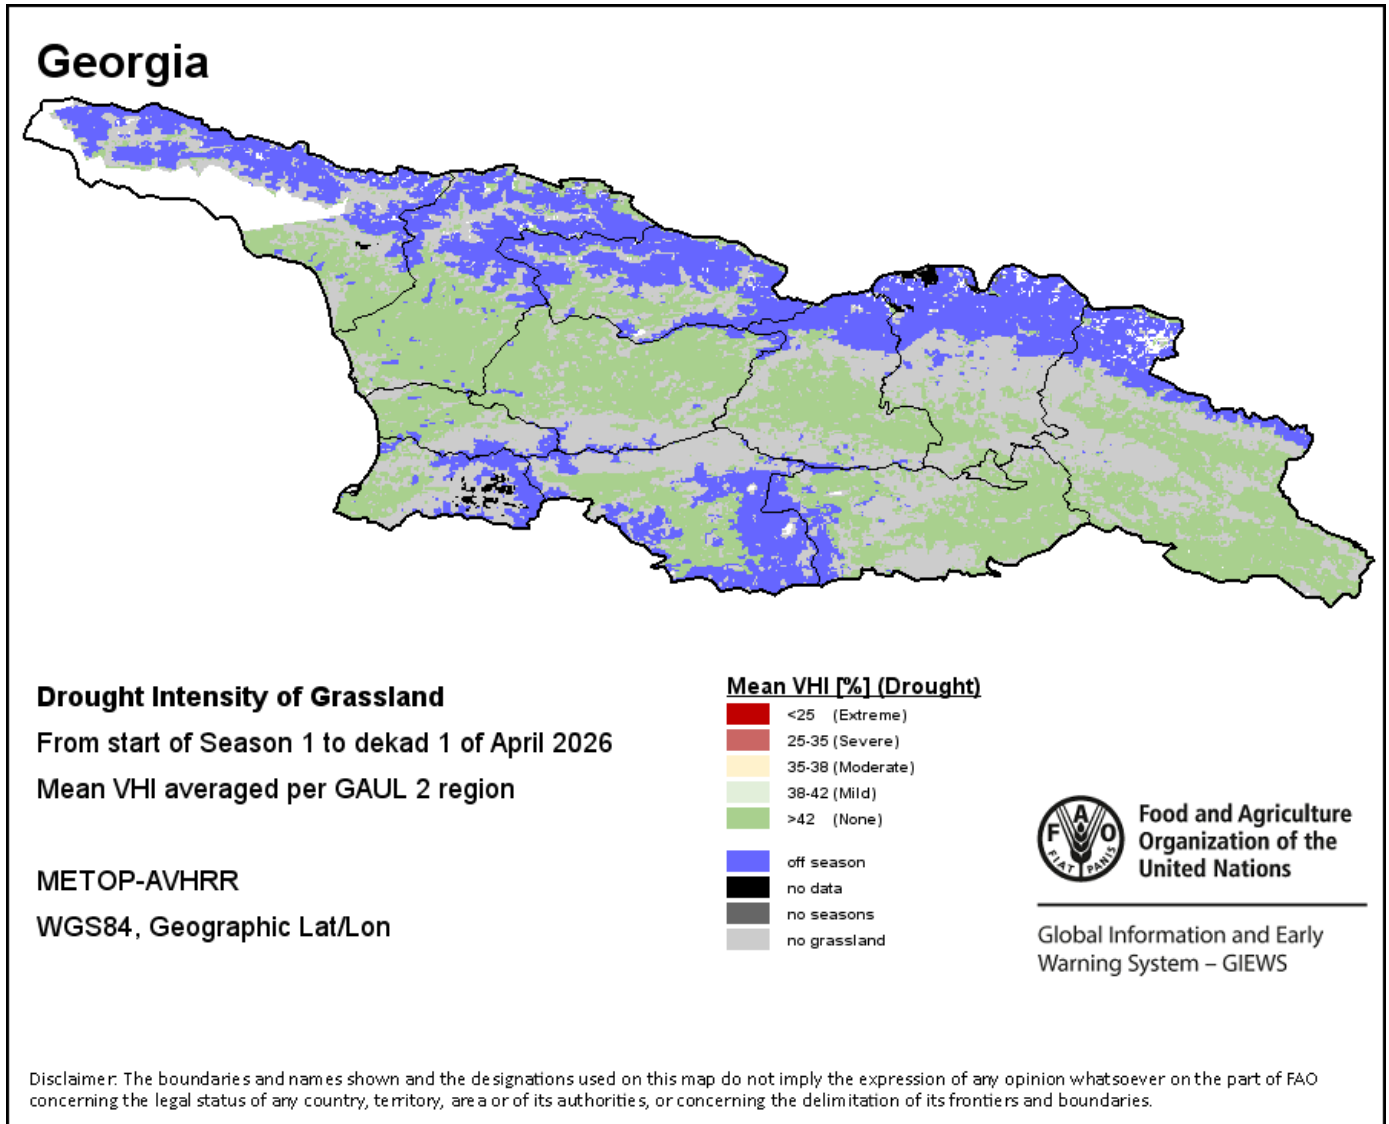 Georgia
Drought Intensity of Grassland
From start of Season 1 to dekad 1 of April 2026
Mean VHI averaged per GAUL 2 region
METOP-AVHRR
WGS84, Geographic Lat/Lon
Mean VHI [%] (Drought)
<25 (Extreme)
25-35 (Severe)
35-38 (Moderate)
38-42 (Mild)
>42 (None)
off season
no data
no seasons
no grassland
F A O
FIAT PANIS
Food and Agriculture
Organization of the
United Nations
Global Information and Early
Warning System – GIEWS
Disclaimer: The boundaries and names shown and the designations used on this map do not imply the expression of any opinion whatsoever on the part of FAO
concerning the legal status of any country, territory, area or of its authorities, or concerning the delimitation of its frontiers and boundaries.